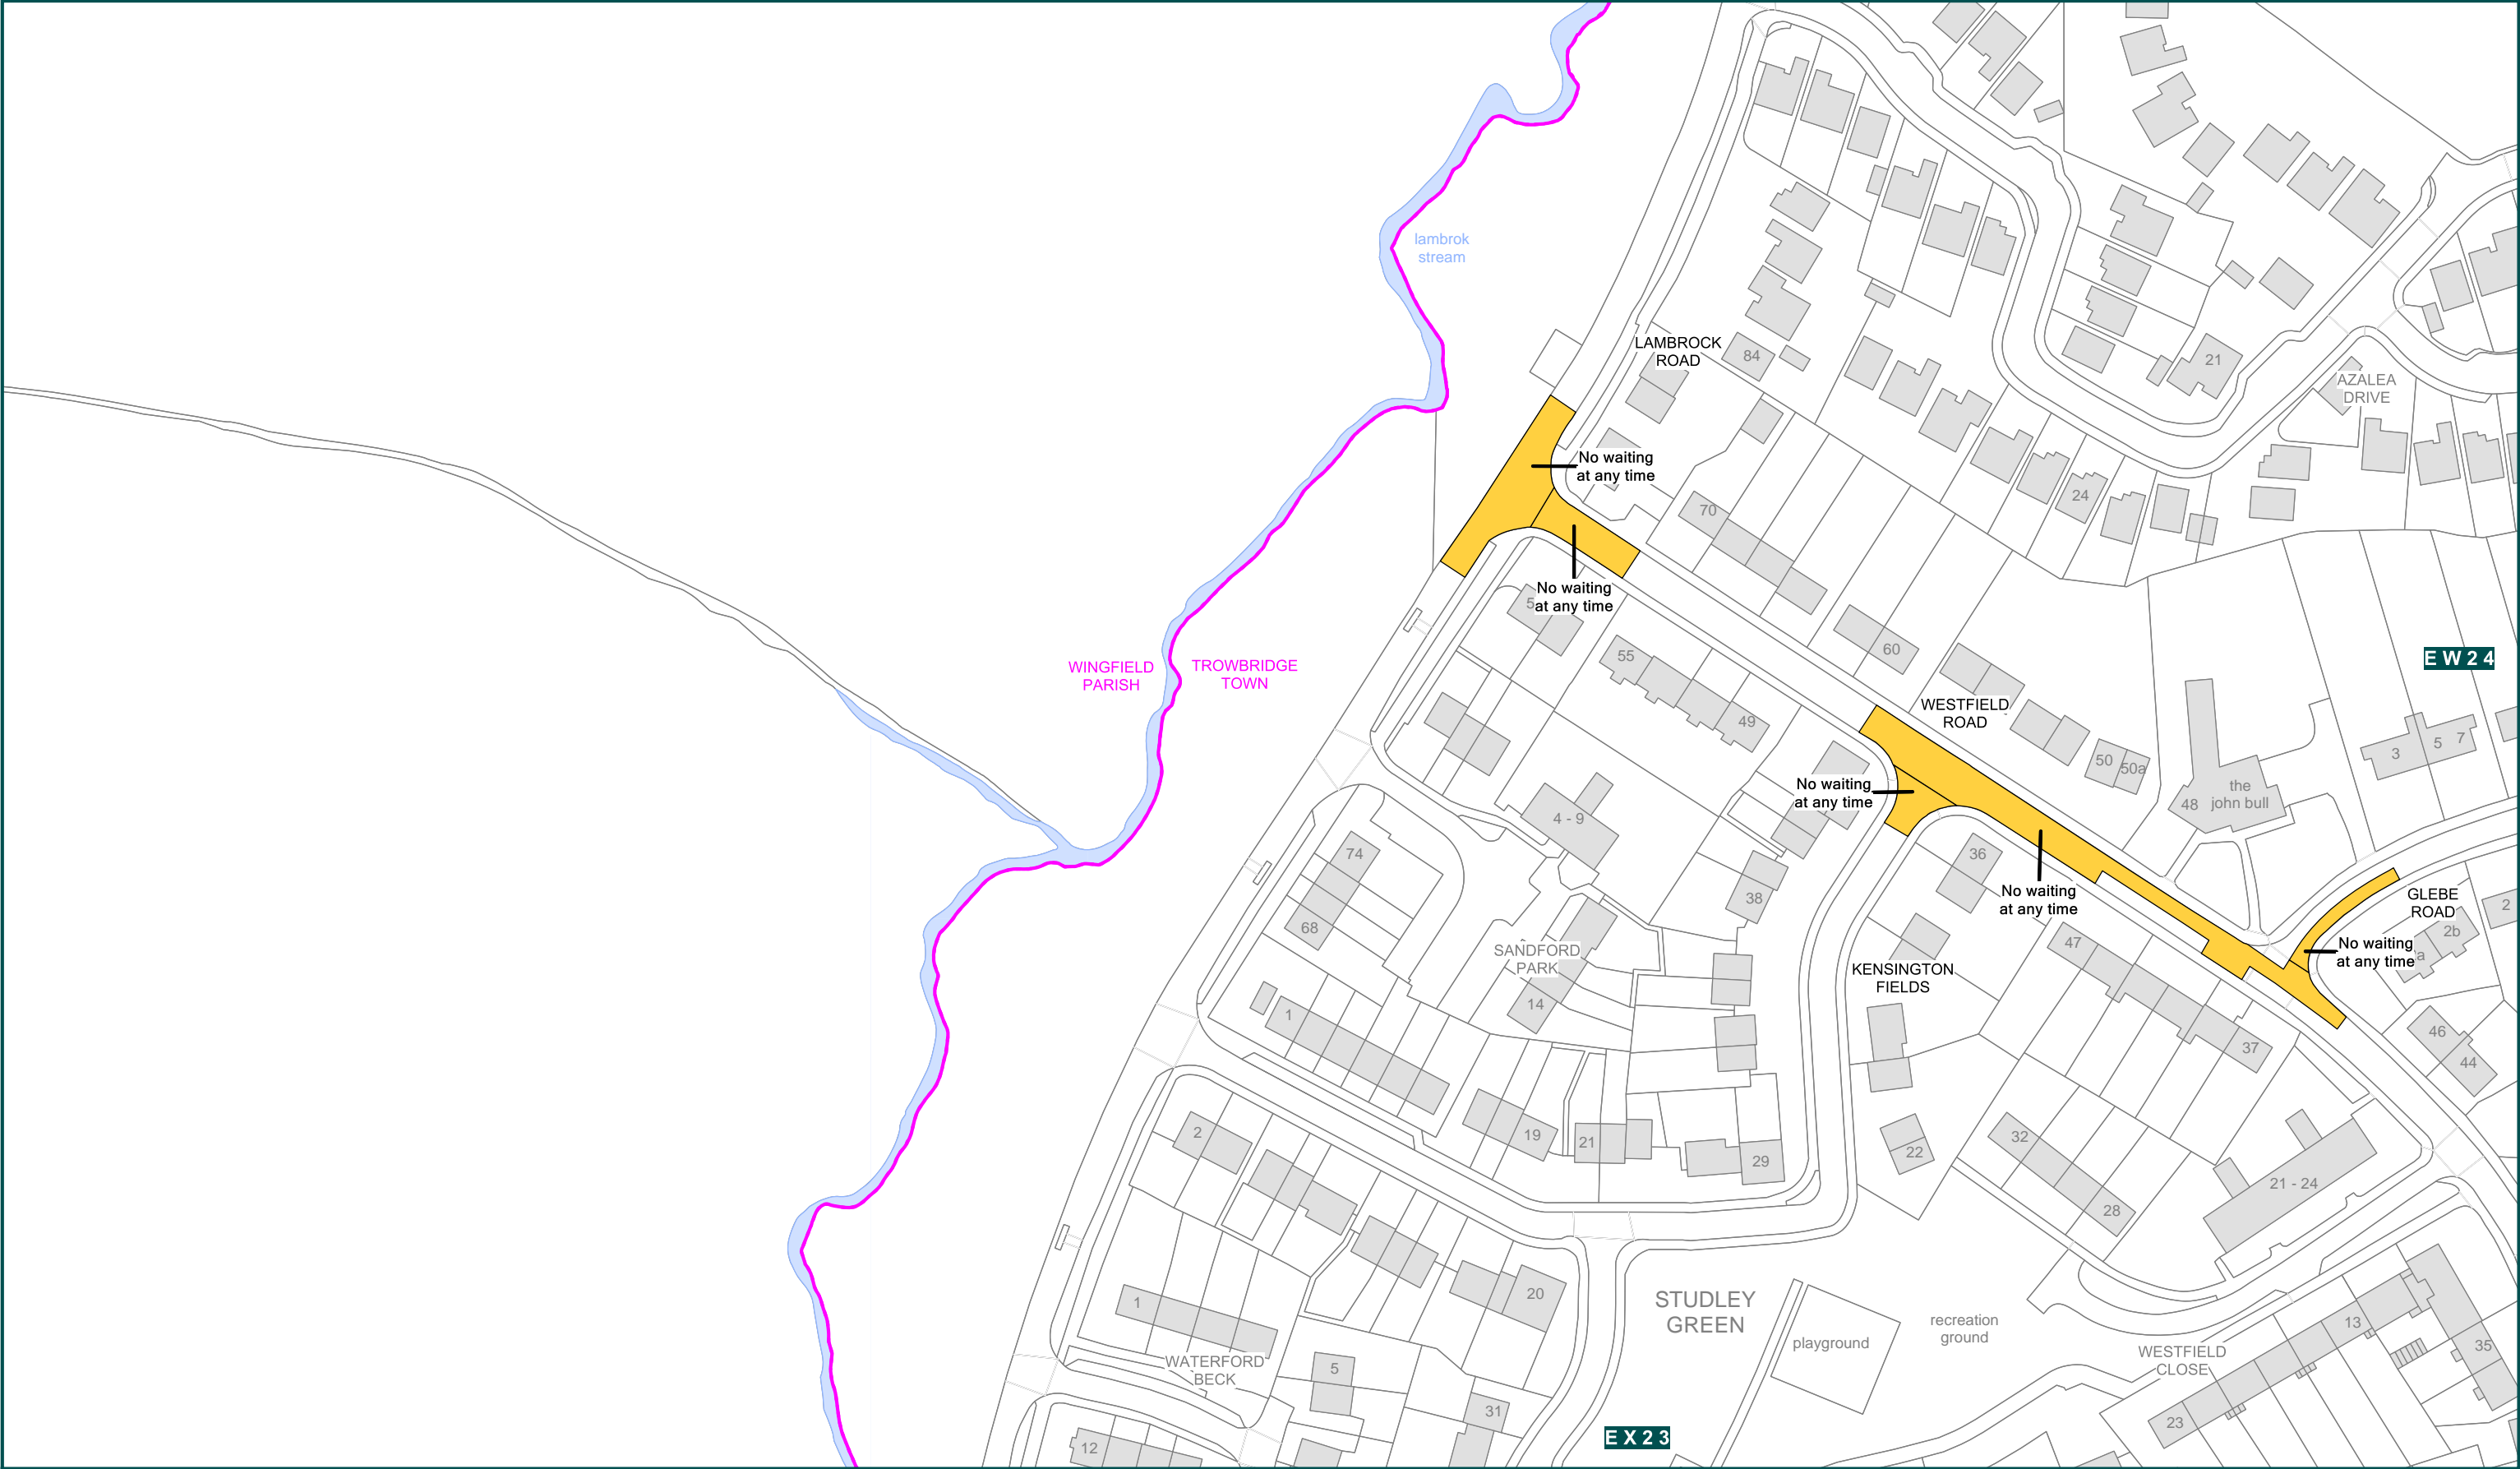 lambrok
stream
LAMBROCK
ROAD
84
21
AZALEA
DRIVE
No waiting
at any time
70
24
No waiting
at any time
5
55
60
49
WINGFIELD
PARISH
TROWBRIDGE
TOWN
E W 2 4
WESTFIELD
ROAD
3
5
7
50
50a
48
the
john bull
No waiting
at any time
4 - 9
74
68
36
38
No waiting
at any time
GLEBE
ROAD
2
2b
a
No waiting
at any time
47
37
SANDFORD
PARK
14
KENSINGTON
FIELDS
1
46
44
2
19
21
29
22
32
28
21 - 24
1
20
STUDLEY
GREEN
playground
recreation
ground
13
35
WESTFIELD
CLOSE
WATERFORD
BECK
5
31
23
12
E X 2 3